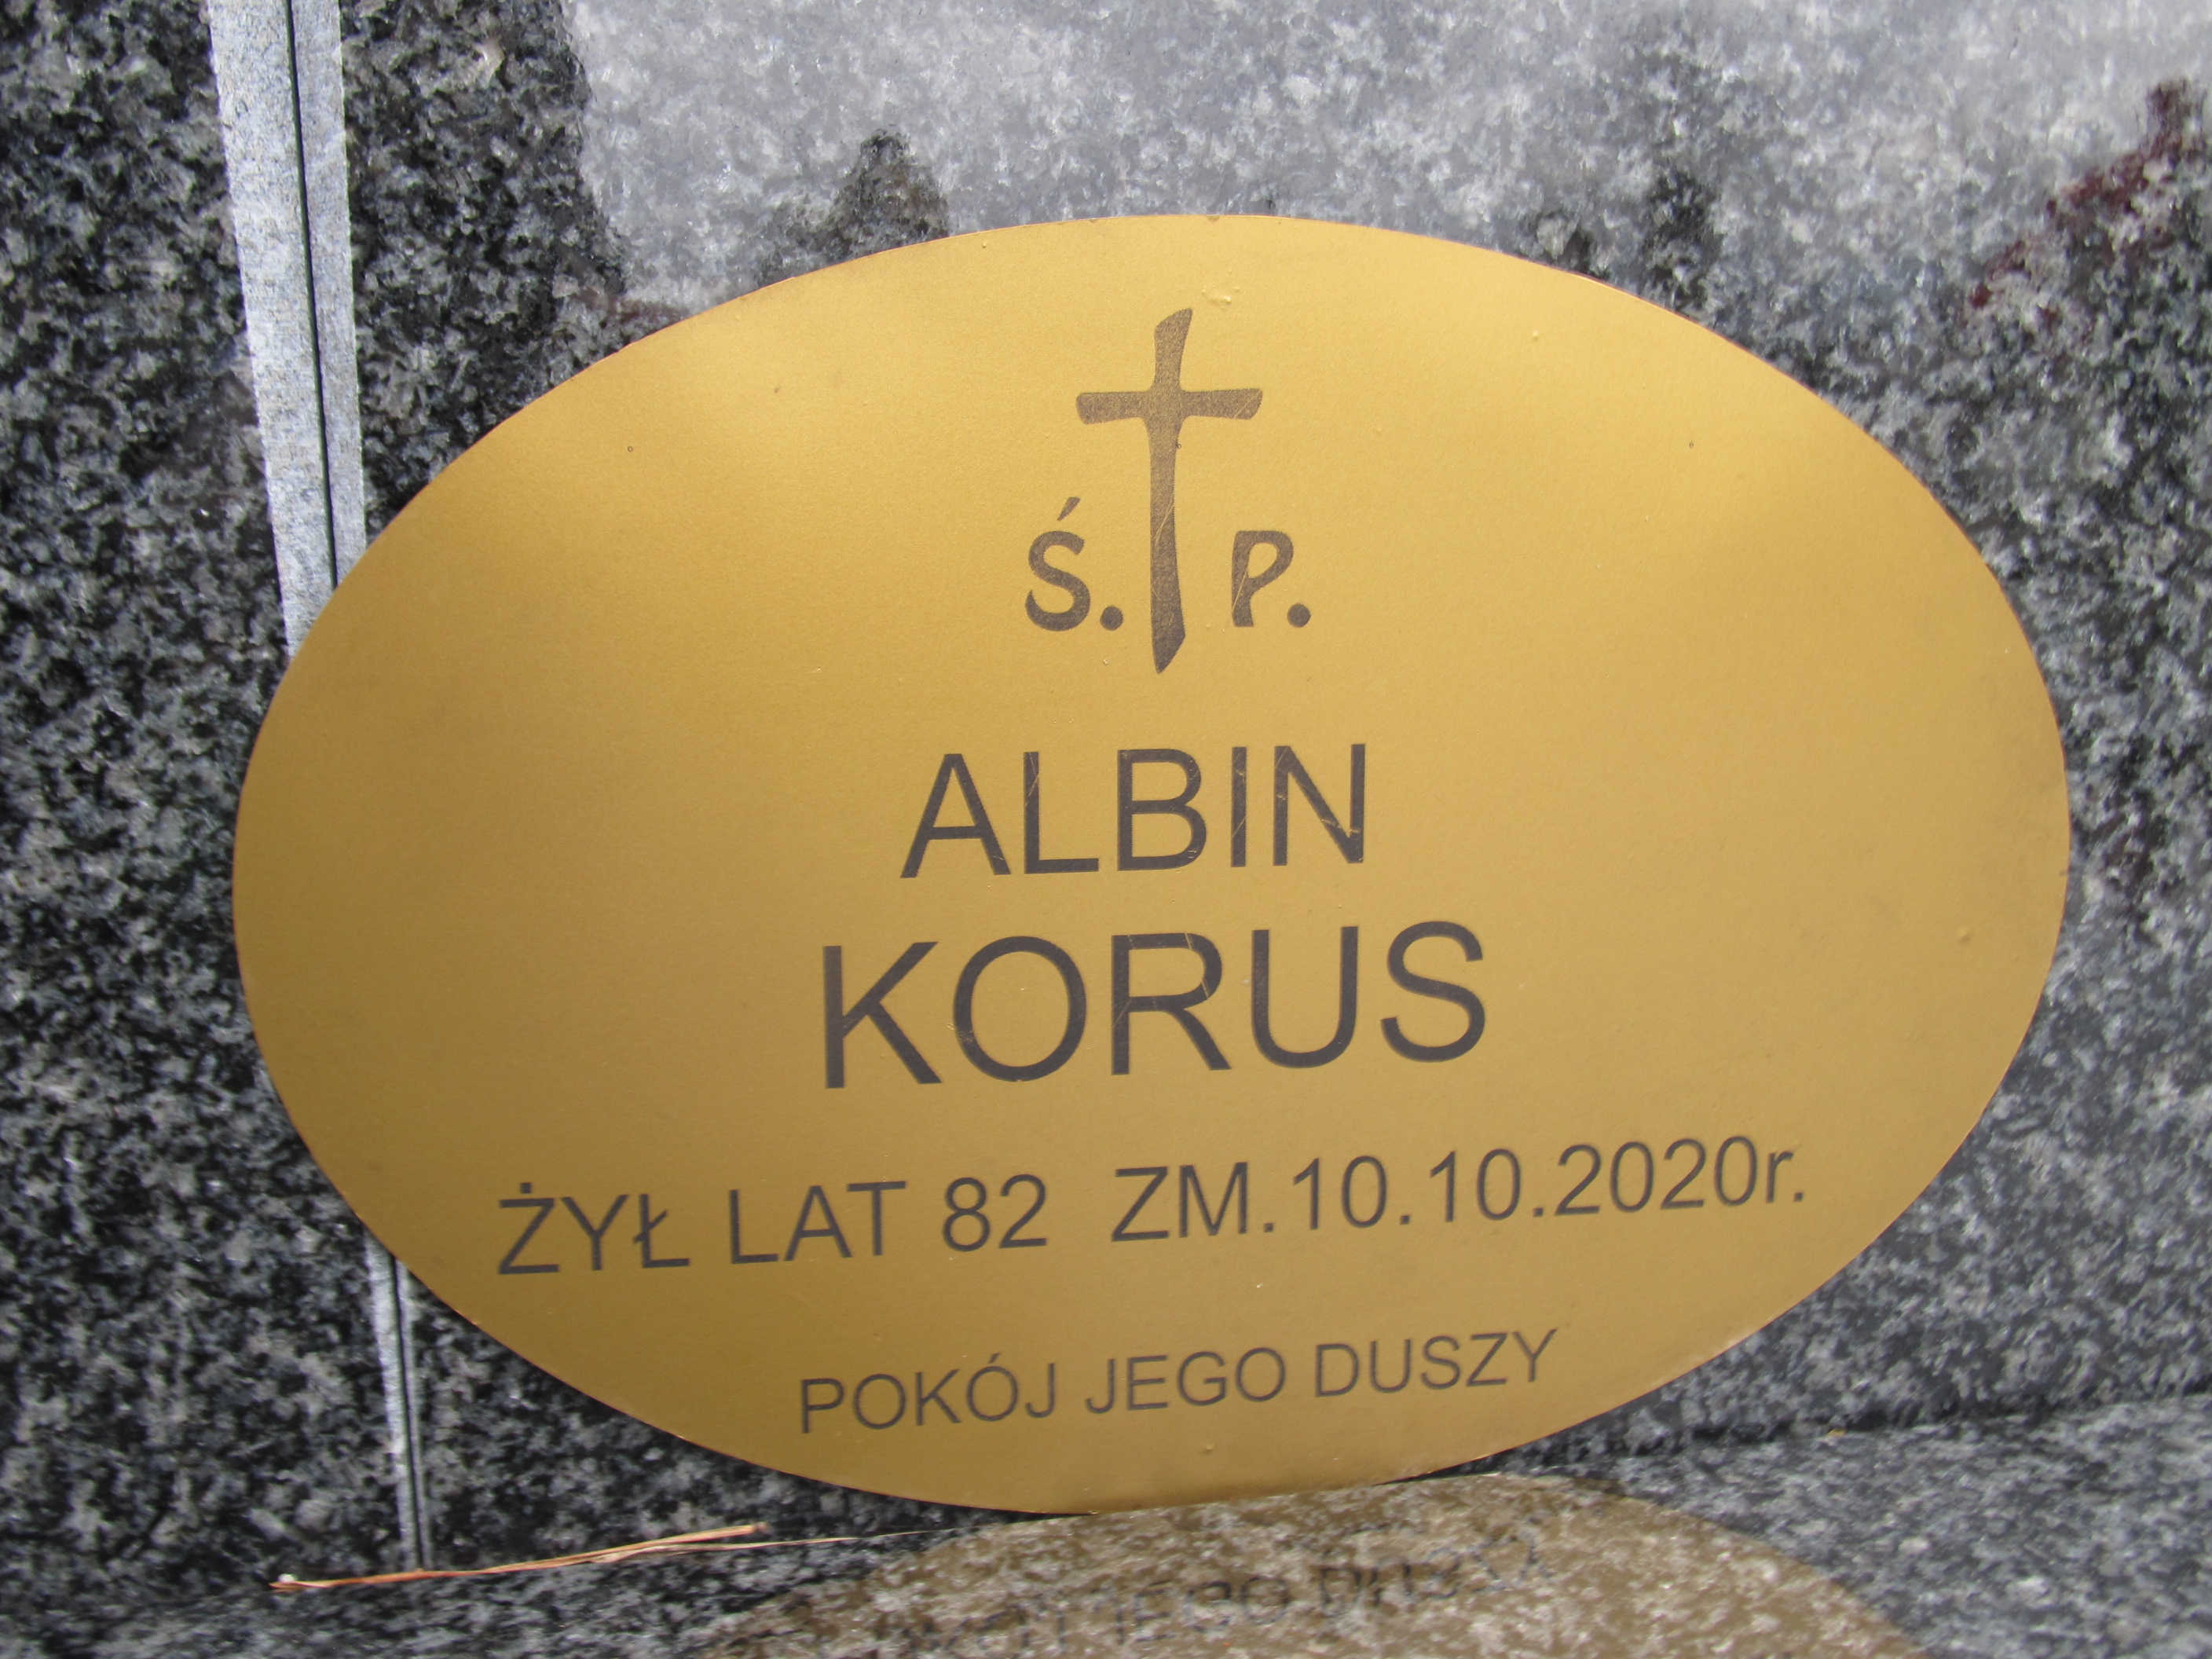 Ś. P.
ALBIN
KORUS
ŻYŁ LAT 82 ZM.10.10.2020r.
POKÓJ JEGO DUSZY